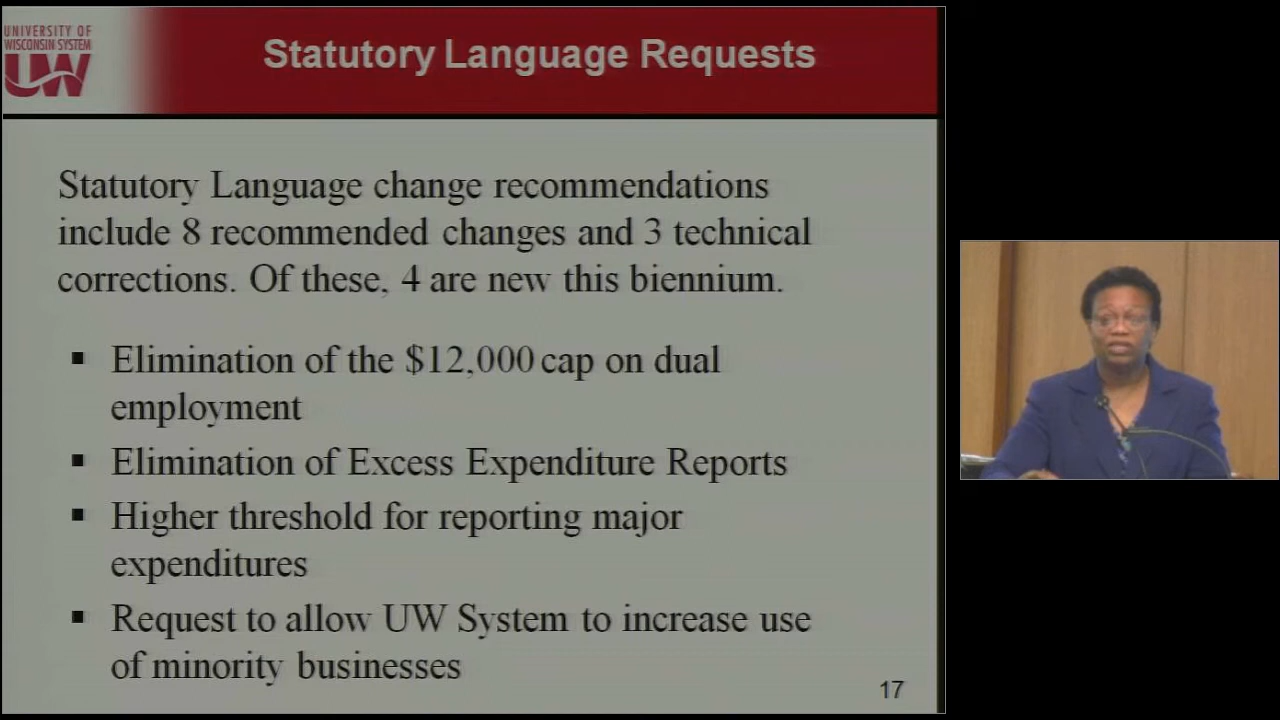 UNIVERSITY OF
WISCONSIN SYSTEM
UW
Statutory Language Requests
Statutory Language change recommendations
include 8 recommended changes and 3 technical
corrections. Of these, 4 are new this biennium.
▪ Elimination of the $12,000 cap on dual
employment
▪ Elimination of Excess Expenditure Reports
▪ Higher threshold for reporting major
expenditures
▪ Request to allow UW System to increase use
of minority businesses
17